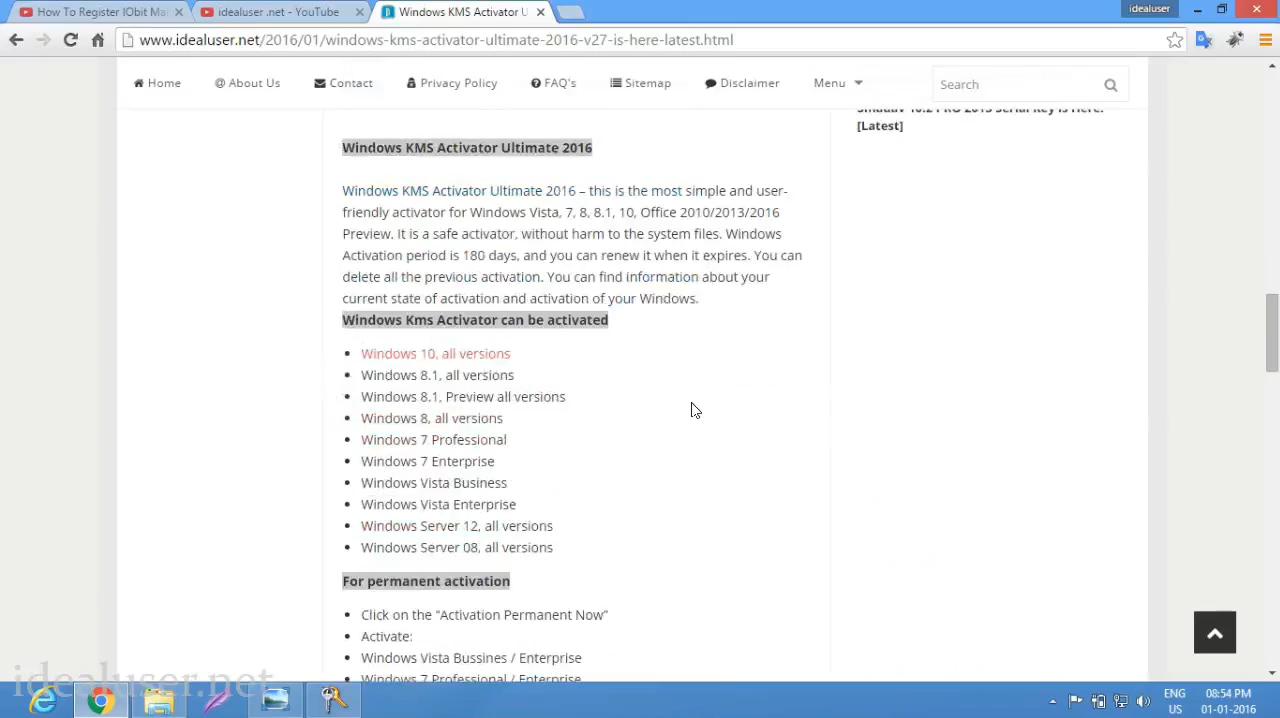 How To Register IObit Ma
idealuser .net - YouTube
Windows KMS Activator U
idealuser
www.idealuser.net/2016/01/windows-kms-activator-ultimate-2016-v27-is-here-latest.html
Home
@ About Us
Contact
Privacy Policy
FAQ's
Sitemap
Disclaimer
Menu
Search
[Latest]
Windows KMS Activator Ultimate 2016
Windows KMS Activator Ultimate 2016 – this is the most simple and user-
friendly activator for Windows Vista, 7, 8, 8.1, 10, Office 2010/2013/2016
Preview. It is a safe activator, without harm to the system files. Windows
Activation period is 180 days, and you can renew it when it expires. You can
delete all the previous activation. You can find information about your
current state of activation and activation of your Windows.
Windows Kms Activator can be activated
Windows 10, all versions
Windows 8.1, all versions
Windows 8.1, Preview all versions
Windows 8, all versions
Windows 7 Professional
Windows 7 Enterprise
Windows Vista Business
Windows Vista Enterprise
Windows Server 12, all versions
Windows Server 08, all versions
For permanent activation
Click on the “Activation Permanent Now”
Activate:
Windows Vista Bussines / Enterprise
Windows 7 Professional / Enterprise
idealuser.net
ENG
US
08:54 PM
01-01-2016